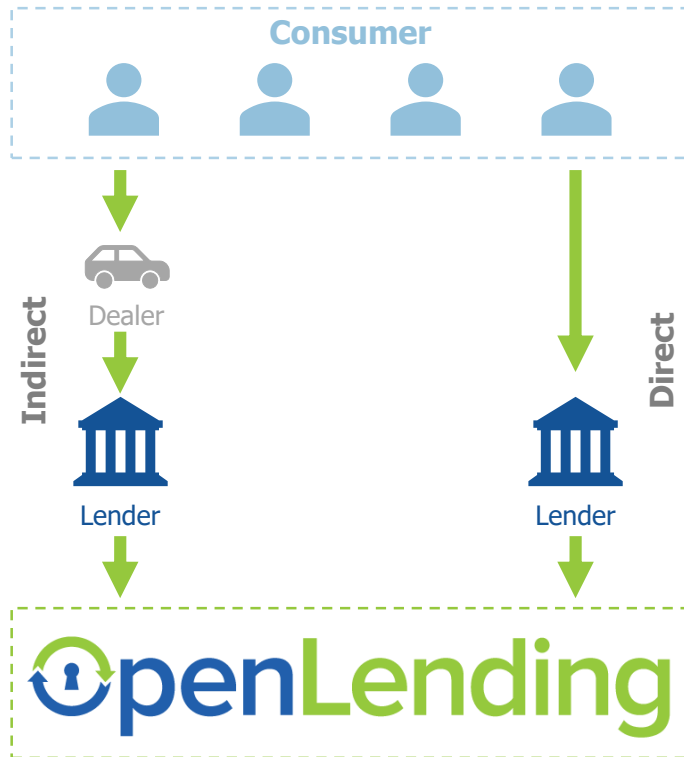 Consumer
Dealer
Indirect
Direct
Lender
Lender
OpenLending